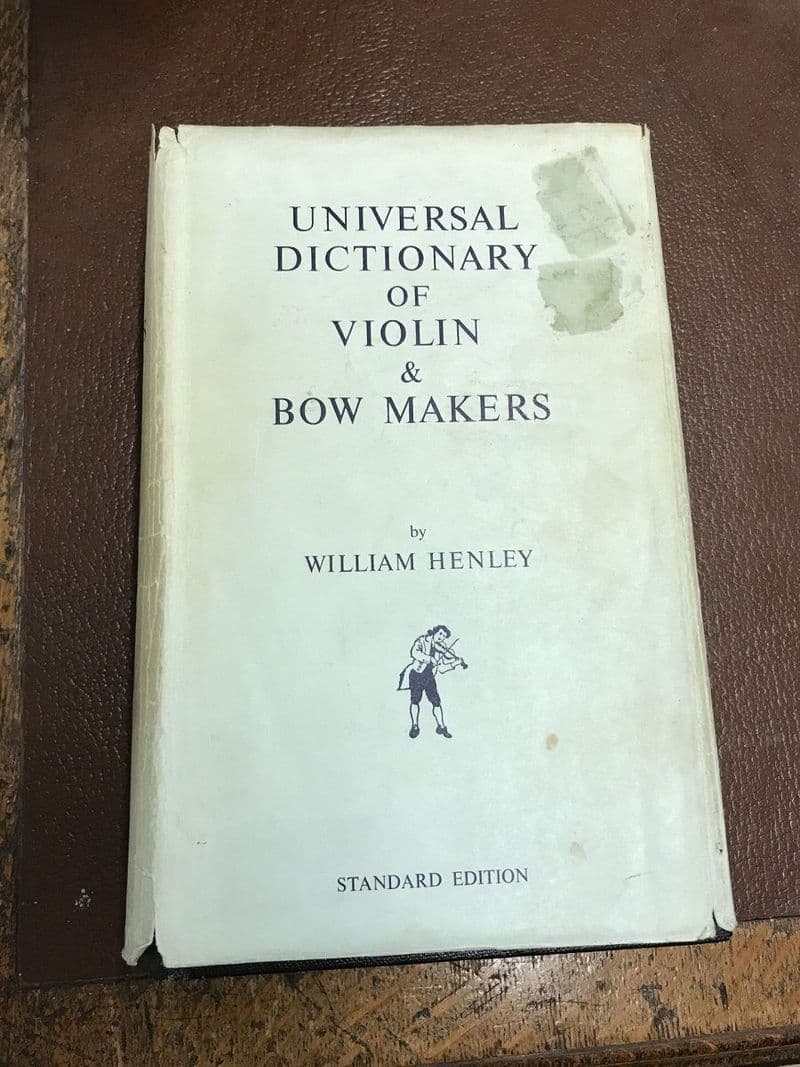 UNIVERSAL
DICTIONARY
OF
VIOLIN
&
BOW MAKERS
by
WILLIAM HENLEY
STANDARD EDITION